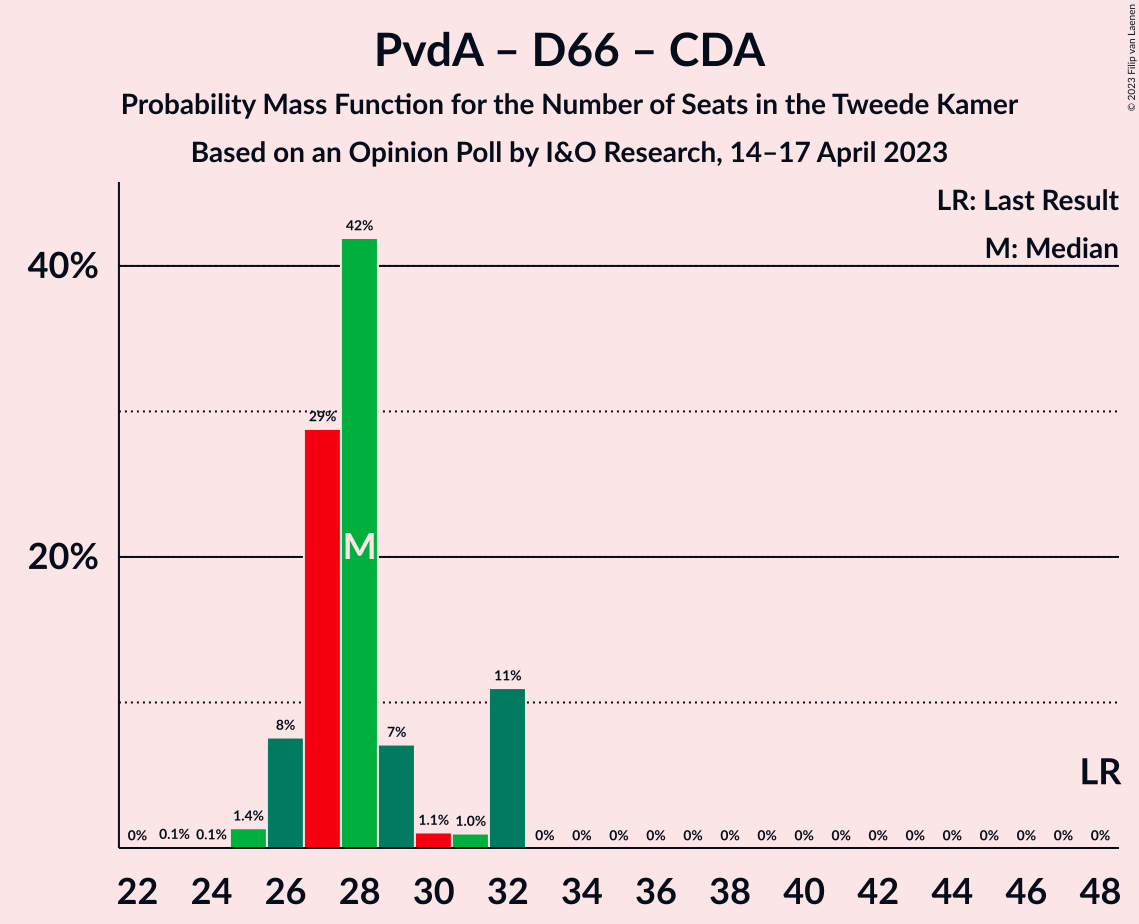 PvdA – D66 – CDA
Probability Mass Function for the Number of Seats in the Tweede Kamer
Based on an Opinion Poll by I&O Research, 14–17 April 2023
© 2023 Filip van Laenen
LR: Last Result
M: Median
40%
20%
0% 0.1% 0.1% 1.4% 8% 29% 42% 7% 1.1% 1.0% 11% 0% 0% 0% 0% 0% 0% 0% 0% 0% 0% 0% 0% 0% 0% 0% 0%
M
LR
22 24 26 28 30 32 34 36 38 40 42 44 46 48